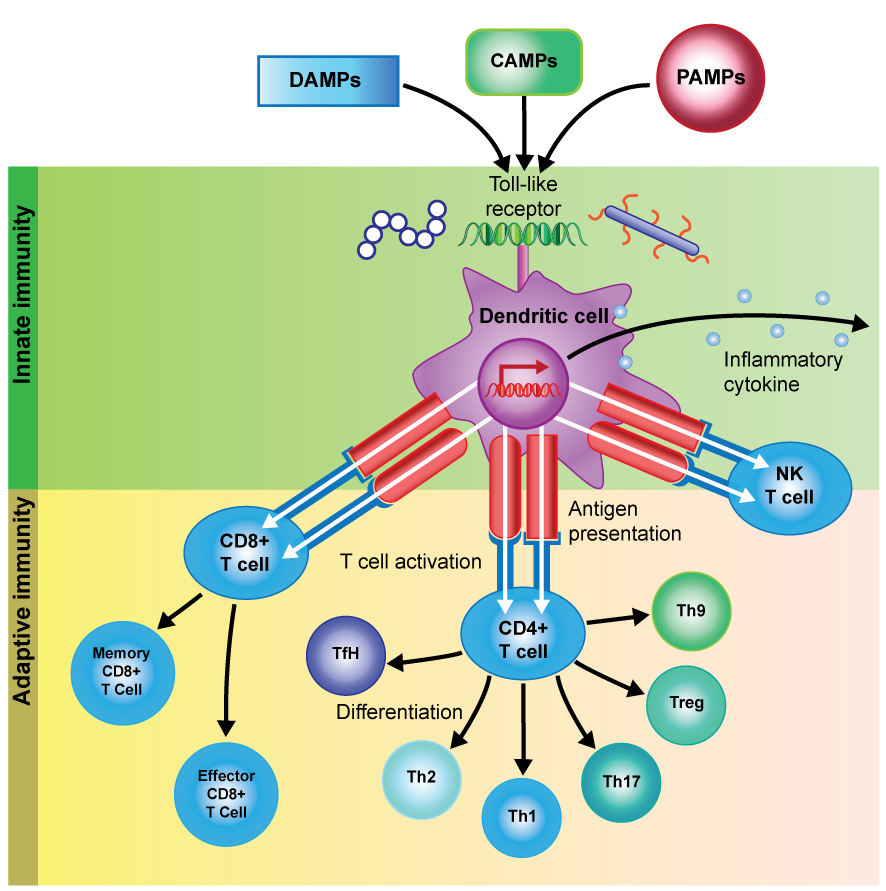 DAMPs
CAMPs
PAMPs
Innate immunity
Toll-like
receptor
Dendritic cell
Inflammatory
cytokine
NK
T cell
Adaptive immunity
Antigen
presentation
CD8+
T cell
T cell activation
CD4+
T cell
Th9
TfH
Memory
CD8+
T Cell
Treg
Differentiation
Effector
CD8+
T Cell
Th2
Th1
Th17